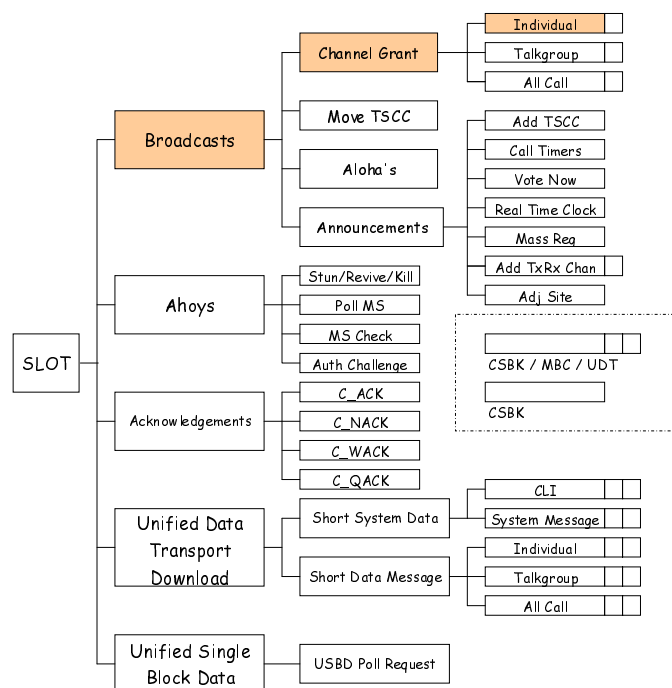 SLOT
Broadcasts
Channel Grant
Individual
Talkgroup
All Call
Move TSCC
Aloha's
Announcements
Add TSCC
Call Timers
Vote Now
Real Time Clock
Mass Reg
Add TxRx Chan
Adj Site
Ahoys
Stun/Revive/Kill
Poll MS
MS Check
Auth Challenge
CSBK / MBC / UDT
CSBK
Acknowledgements
C_ACK
C_NACK
C_WACK
C_QACK
Unified Data
Transport
Download
Short System Data
CLI
System Message
Short Data Message
Individual
Talkgroup
All Call
Unified Single
Block Data
USBD Poll Request